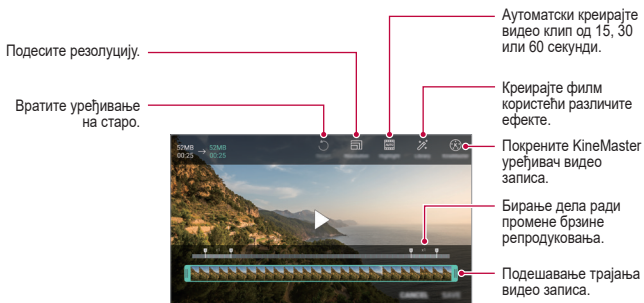 Подесите резолуцију.
Вратите уређивање
на старо.
Аутоматски креирајте
видео клип од 15, 30
или 60 секунди.
Креирајте филм
користећи различите
ефекте.
Покрените KineMaster
уређивач видео
записа.
Бирање дела ради
промене брзине
репродуковања.
Подешавање трајања
видео записа.
52MB → 52MB
00:25 00:25